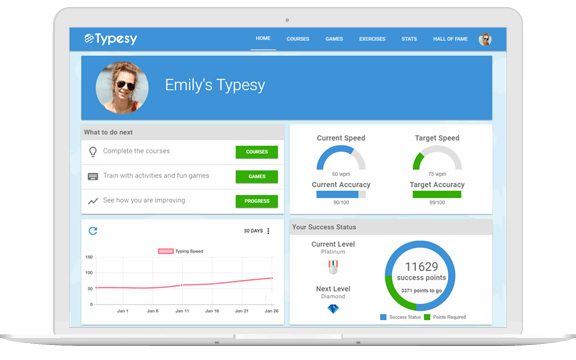 Typesy
HOME COURSES GAMES EXERCISES STATS HALL OF FAME
Emily's Typesy
What to do next
Complete the courses
COURSES
Train with activities and fun games
GAMES
See how you are improving
PROGRESS
Current Speed
60 wpm
Current Accuracy
90/100
Target Speed
75 wpm
Target Accuracy
99/100
30 DAYS
Typing Speed
150
100
50
0
Jan 1 Jan 6 Jan 11 Jan 16 Jan 21 Jan 26
Your Success Status
Current Level
Platinum
Next Level
Diamond
11629
success points
3371 points to go
Success Status Points Required